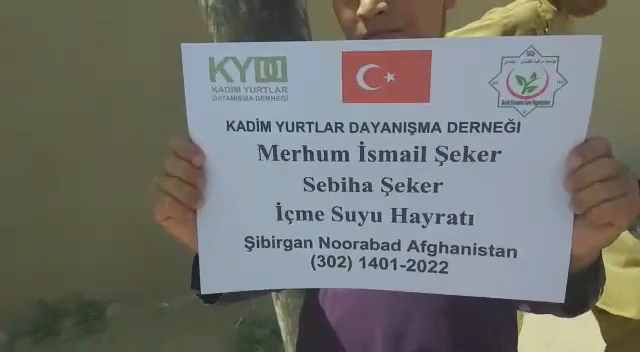 KYDD
KADİM YURTLAR
DAYANIŞMA DERNEĞİ
KADİM YURTLAR DAYANIŞMA DERNEĞİ
Merhum İsmail Şeker
Sebiha Şeker
İçme Suyu Hayratı
Şibirgan Noorabad Afghanistan
(302) 1401-2022